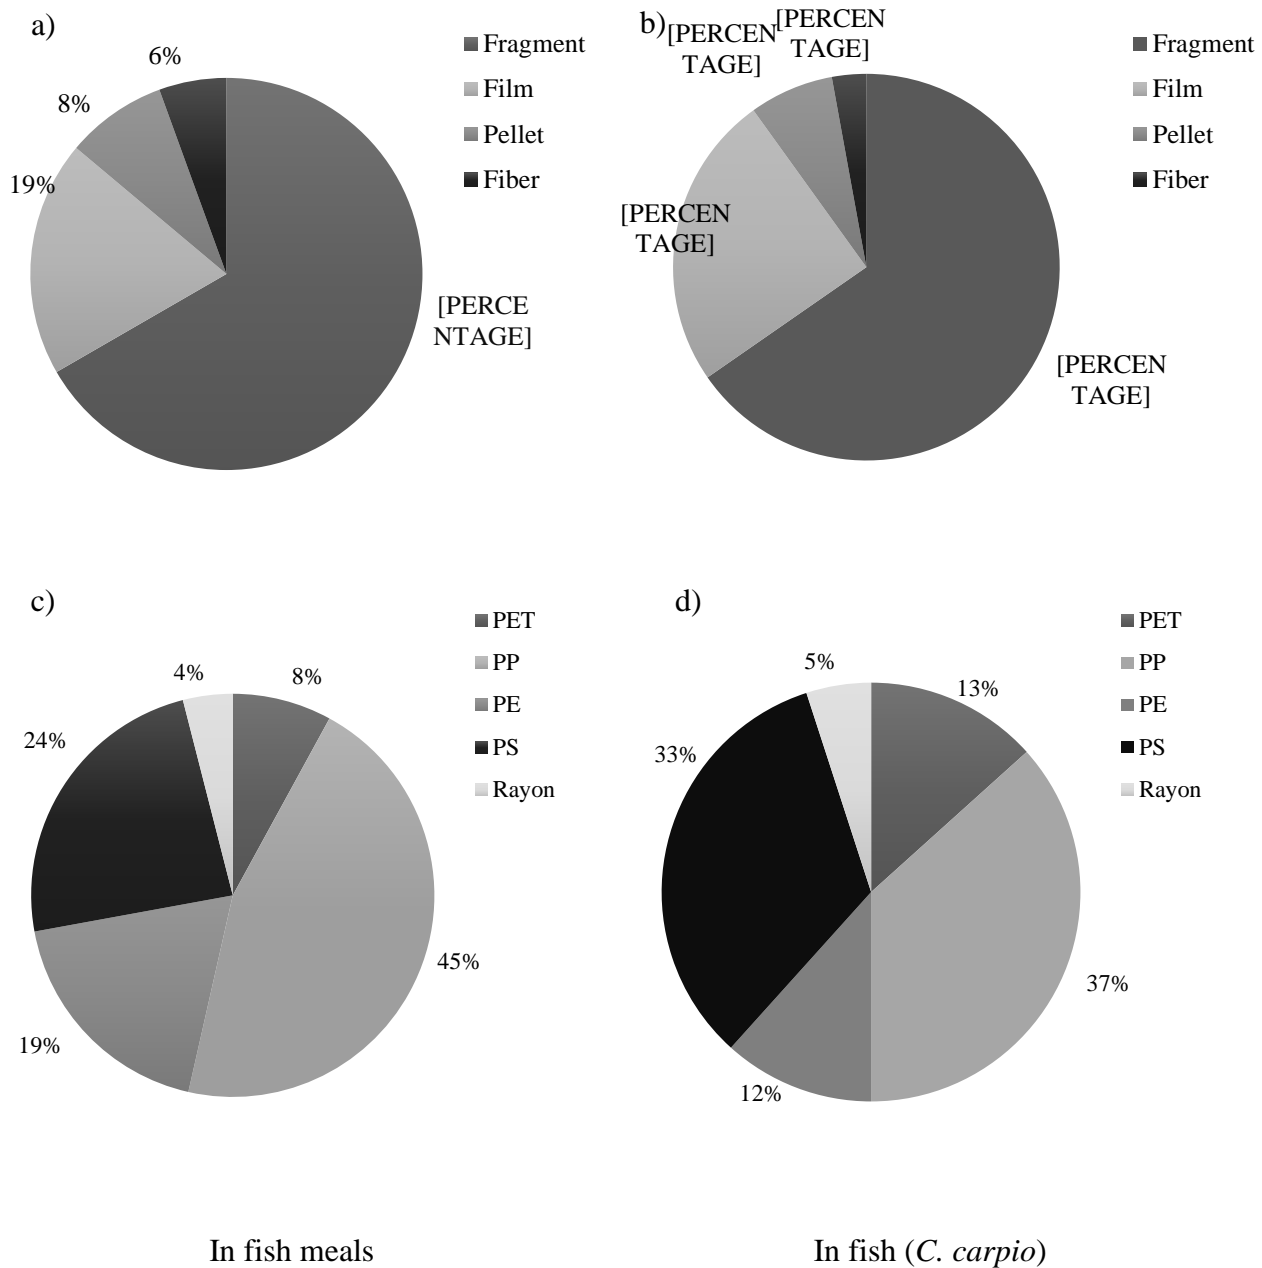 a)
6%
8%
19%
[PERCE
NTAGE]
Fragment
Film
Pellet
Fiber
b)
[PERCEN
TAGE]
[PERCEN
TAGE]
[PERCEN
TAGE]
[PERCEN
TAGE]
Fragment
Film
Pellet
Fiber
c)
4%
8%
24%
45%
19%
PET
PP
PE
PS
Rayon
d)
5%
13%
33%
37%
12%
PET
PP
PE
PS
Rayon
In fish meals
In fish (C. carpio)